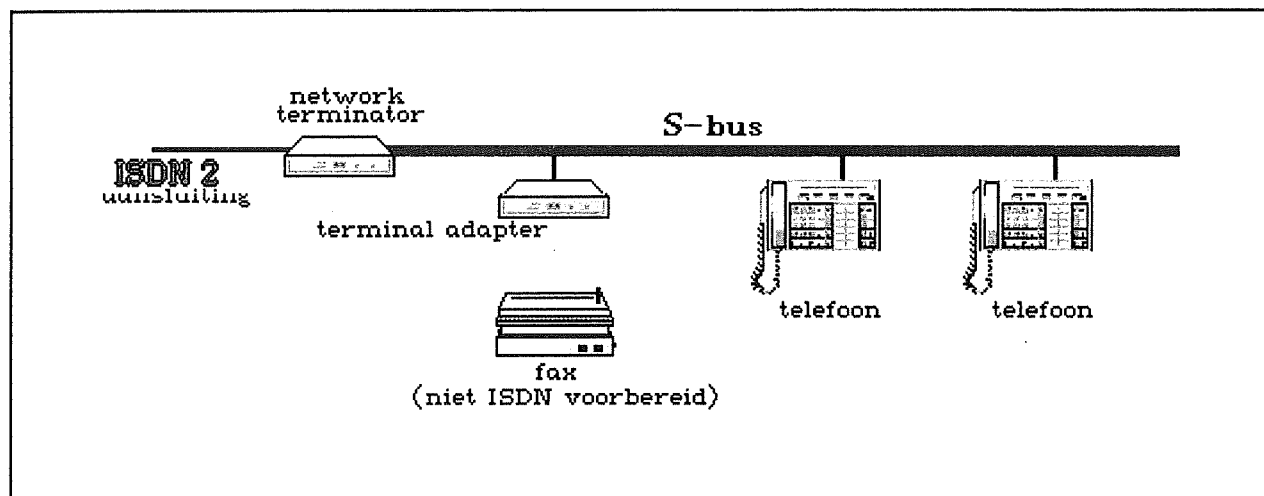 network
terminator
S-bus
ISDN 2
aansluiting
terminal adapter
telefoon
telefoon
fax
(niet ISDN voorbereid)